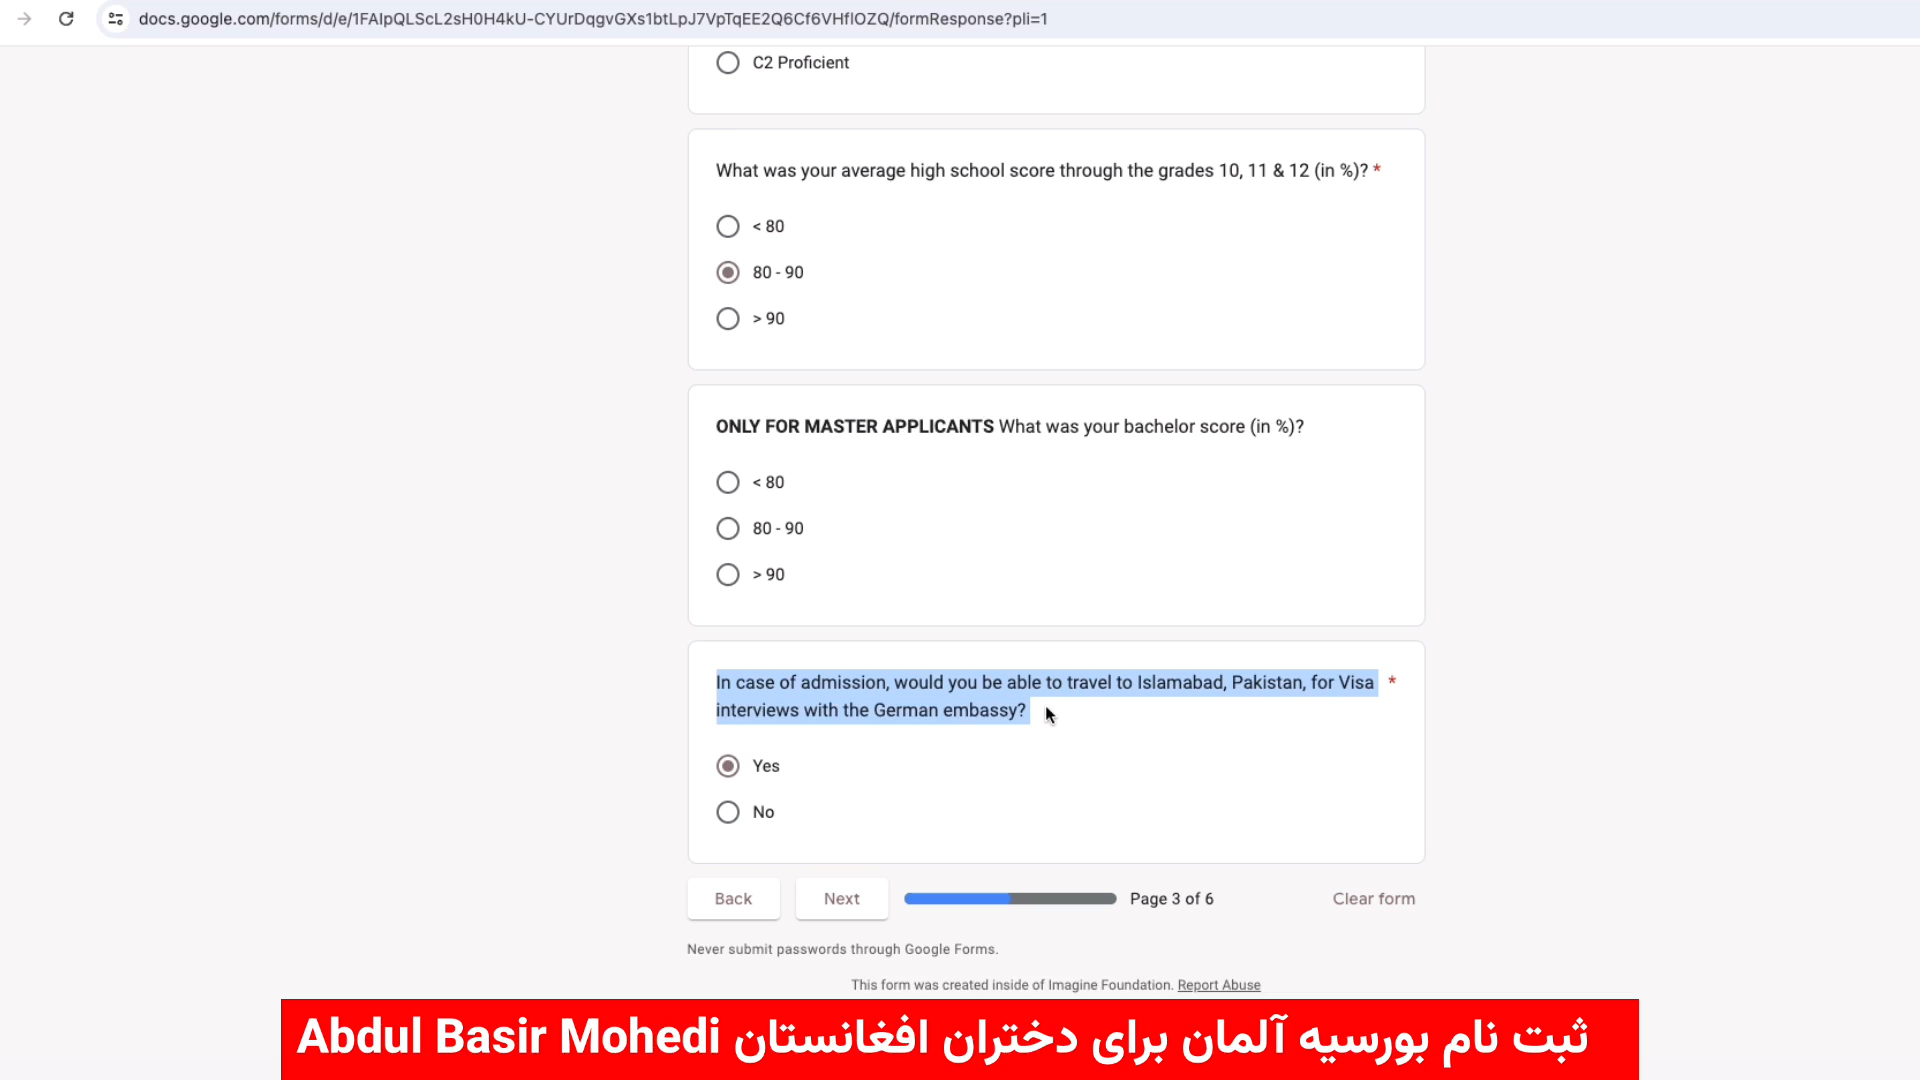 docs.google.com/forms/d/e/1FAIpQLScL2sH0H4kU-CYUrDqgvGXs1btLpJ7VpTqEE2Q6Cf6VHflOZQ/formResponse?pli=1
C2 Proficient
What was your average high school score through the grades 10, 11 & 12 (in %)? *
< 80
80 - 90
> 90
ONLY FOR MASTER APPLICANTS What was your bachelor score (in %)?
< 80
80 - 90
> 90
In case of admission, would you be able to travel to Islamabad, Pakistan, for Visa *
interviews with the German embassy?
Yes
No
Back Next Page 3 of 6 Clear form
Never submit passwords through Google Forms.
This form was created inside of Imagine Foundation. Report Abuse
ثبت نام بورسیه آلمان برای دختران افغانستان Abdul Basir Mohedi